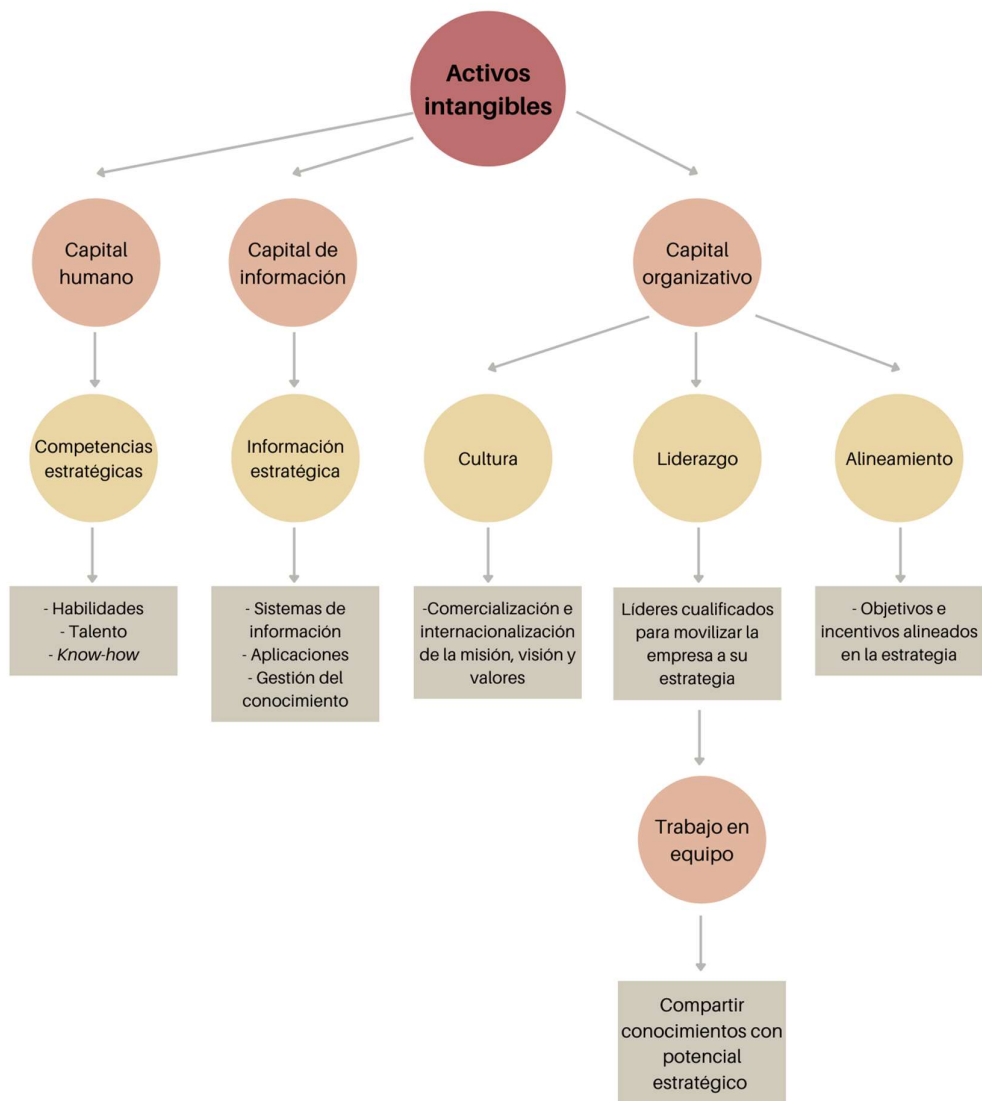 Activos
intangibles
Capital
humano
Capital de
información
Capital
organizativo
Competencias
estratégicas
Información
estratégica
Cultura
Liderazgo
Alineamiento
- Habilidades
- Talento
- Know-how
- Sistemas de
información
- Aplicaciones
- Gestión del
conocimiento
-Comercialización e
internacionalización
de la misión, visión y
valores
Líderes cualificados
para movilizar la
empresa a su
estrategia
- Objetivos e
incentivos alineados
en la estrategia
Trabajo en
equipo
Compartir
conocimientos con
potencial
estratégico